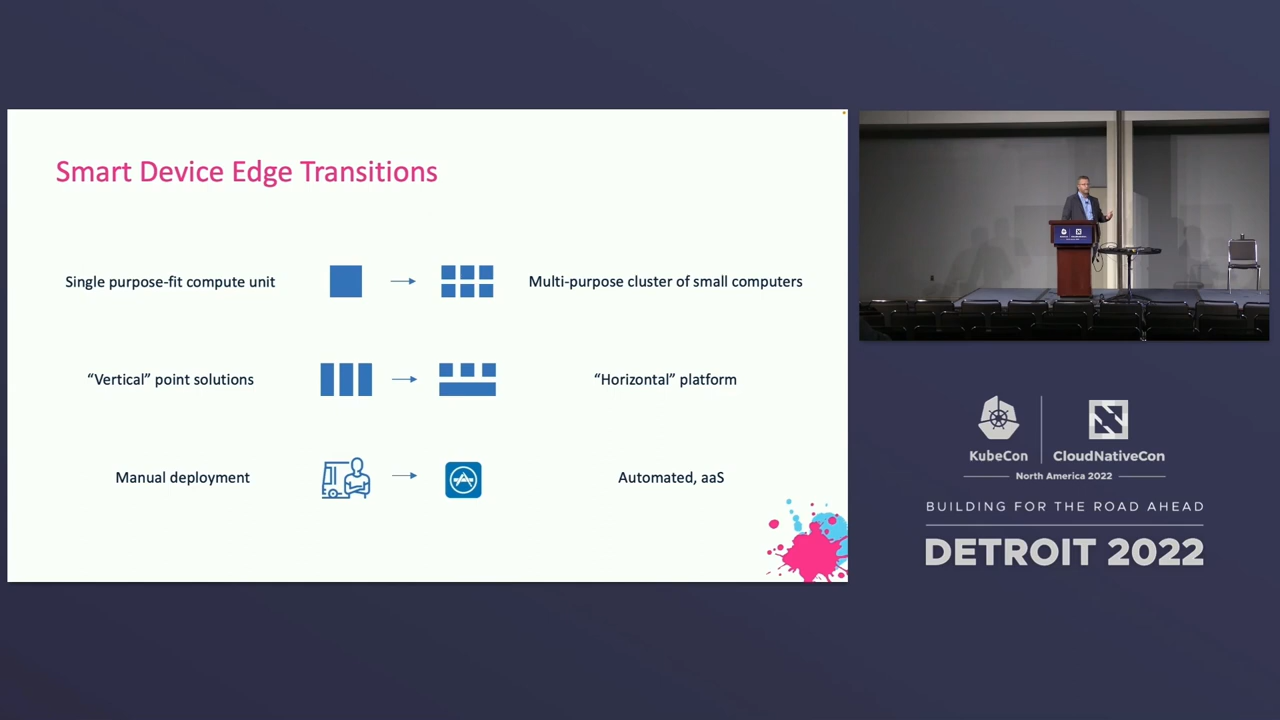 Smart Device Edge Transitions
Single purpose-fit compute unit
Multi-purpose cluster of small computers
“Vertical” point solutions
“Horizontal” platform
Manual deployment
Automated, aaS
KubeCon
CloudNativeCon
North America 2022
BUILDING FOR THE ROAD AHEAD
DETROIT 2022